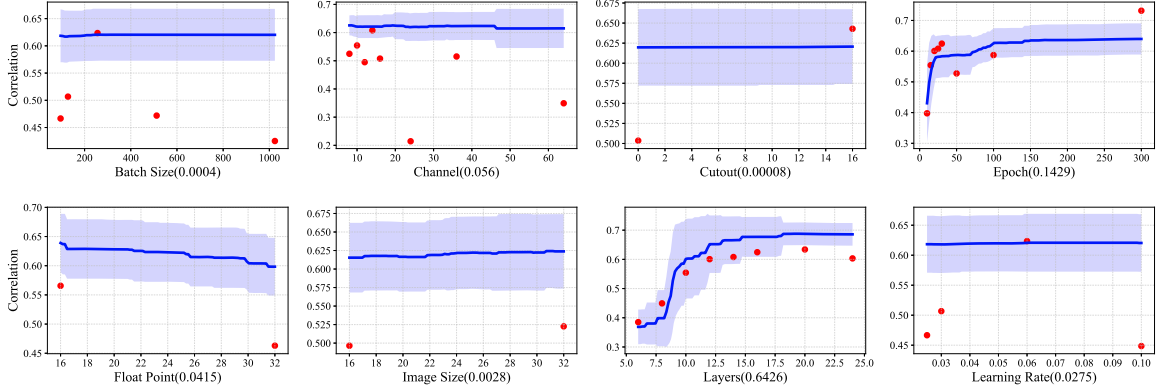 Correlation
0.65
0.60
0.55
0.50
0.45
200 400 600 800 1000
Batch Size(0.0004)
0.7
0.6
0.5
0.4
0.3
0.2
10 20 30 40 50 60
Channel(0.056)
0.675
0.650
0.625
0.600
0.575
0.550
0.525
0.500
0 2 4 6 8 10 12 14 16
Cutout(0.00008)
0.7
0.6
0.5
0.4
0.3
0 50 100 150 200 250 300
Epoch(0.1429)
Correlation
0.70
0.65
0.60
0.55
0.50
0.45
16 18 20 22 24 26 28 30 32
Float Point(0.0415)
0.675
0.650
0.625
0.600
0.575
0.550
0.525
0.500
16 18 20 22 24 26 28 30 32
Image Size(0.0028)
0.7
0.6
0.5
0.4
0.3
5.0 7.5 10.0 12.5 15.0 17.5 20.0 22.5 25.0
Layers(0.6426)
0.65
0.60
0.55
0.50
0.45
0.03 0.04 0.05 0.06 0.07 0.08 0.09 0.10
Learning Rate(0.0275)